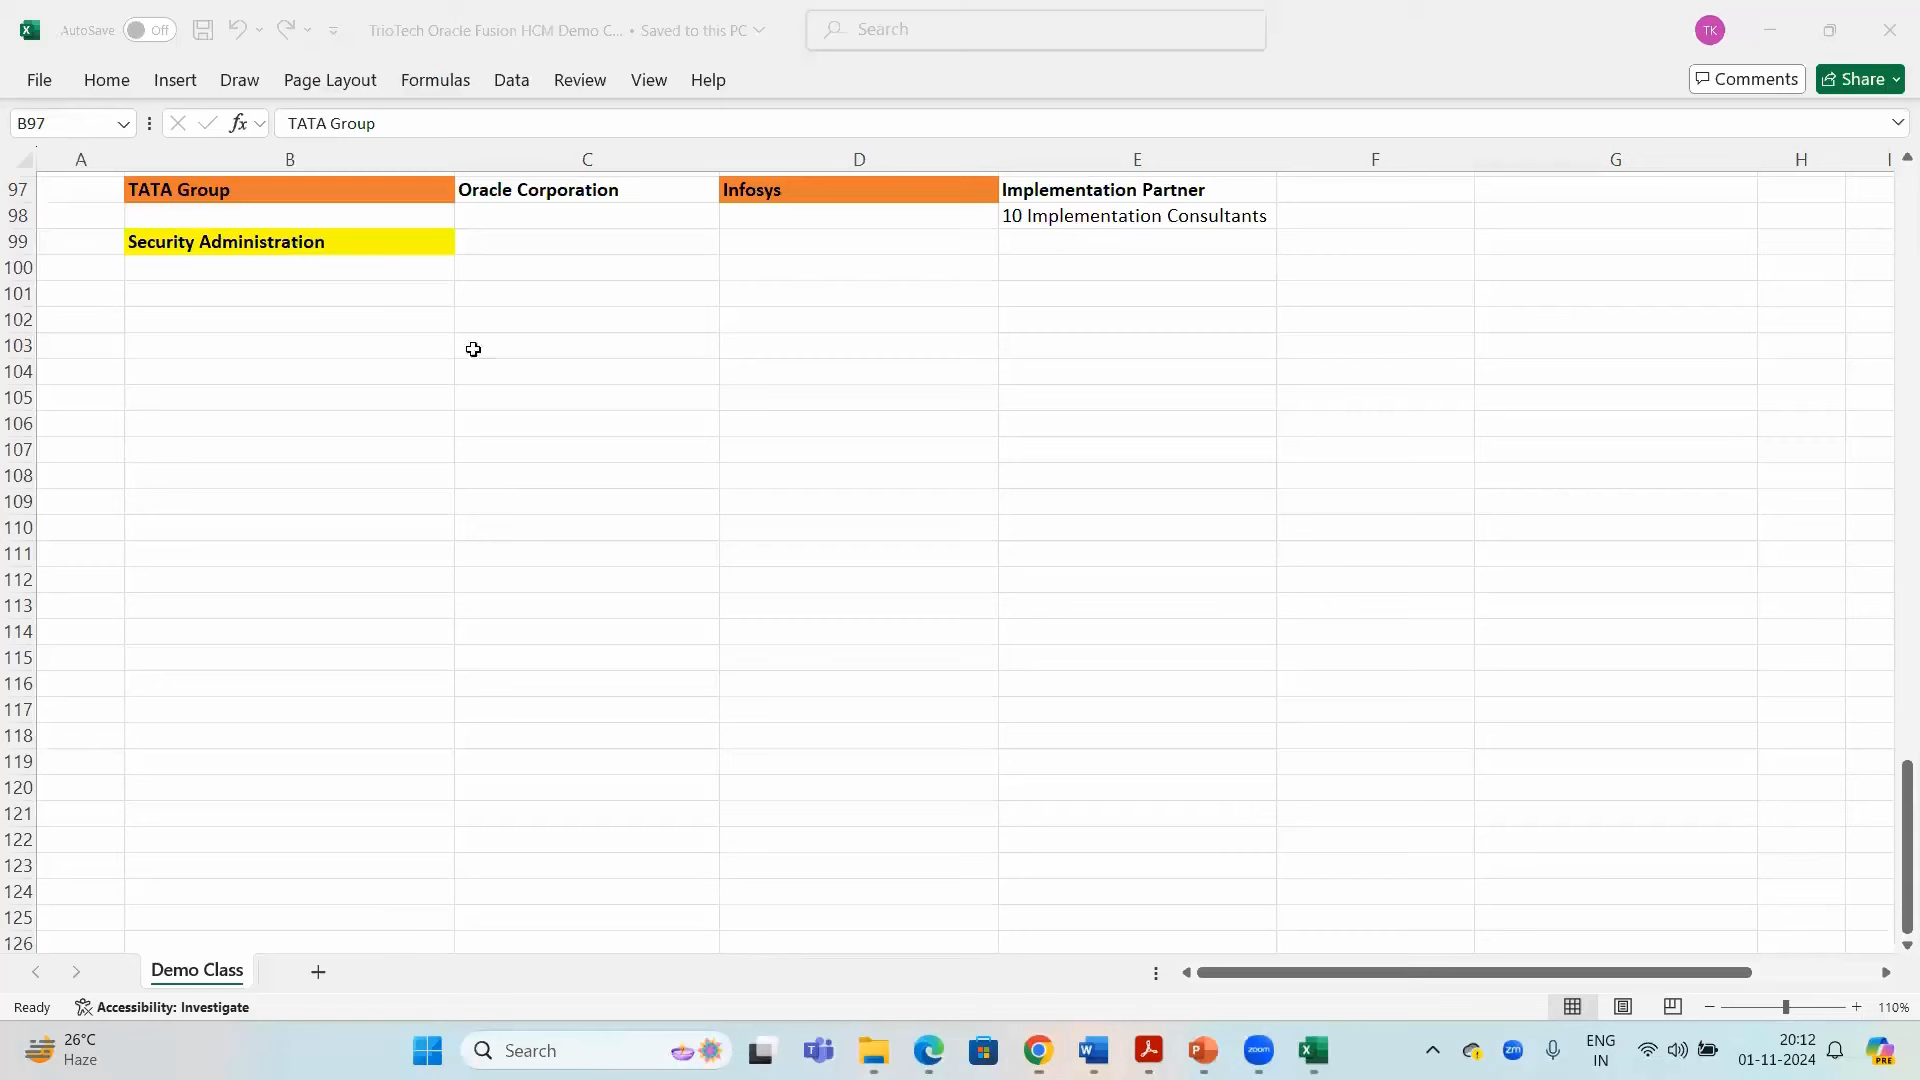 AutoSave Off TrioTech Oracle Fusion HCM Demo C... • Saved to this PC Search TK
File Home Insert Draw Page Layout Formulas Data Review View Help Comments Share
B97 fx TATA Group
A B C D E F G H I
97 TATA Group Oracle Corporation Infosys Implementation Partner
98 10 Implementation Consultants
99 Security Administration
100
101
102
103
104
105
106
107
108
109
110
111
112
113
114
115
116
117
118
119
120
121
122
123
124
125
126
Demo Class
Ready Accessibility: Investigate 110%
26°C
Haze
Search
zoom
zm
ENG
IN
20:12
01-11-2024
PRE